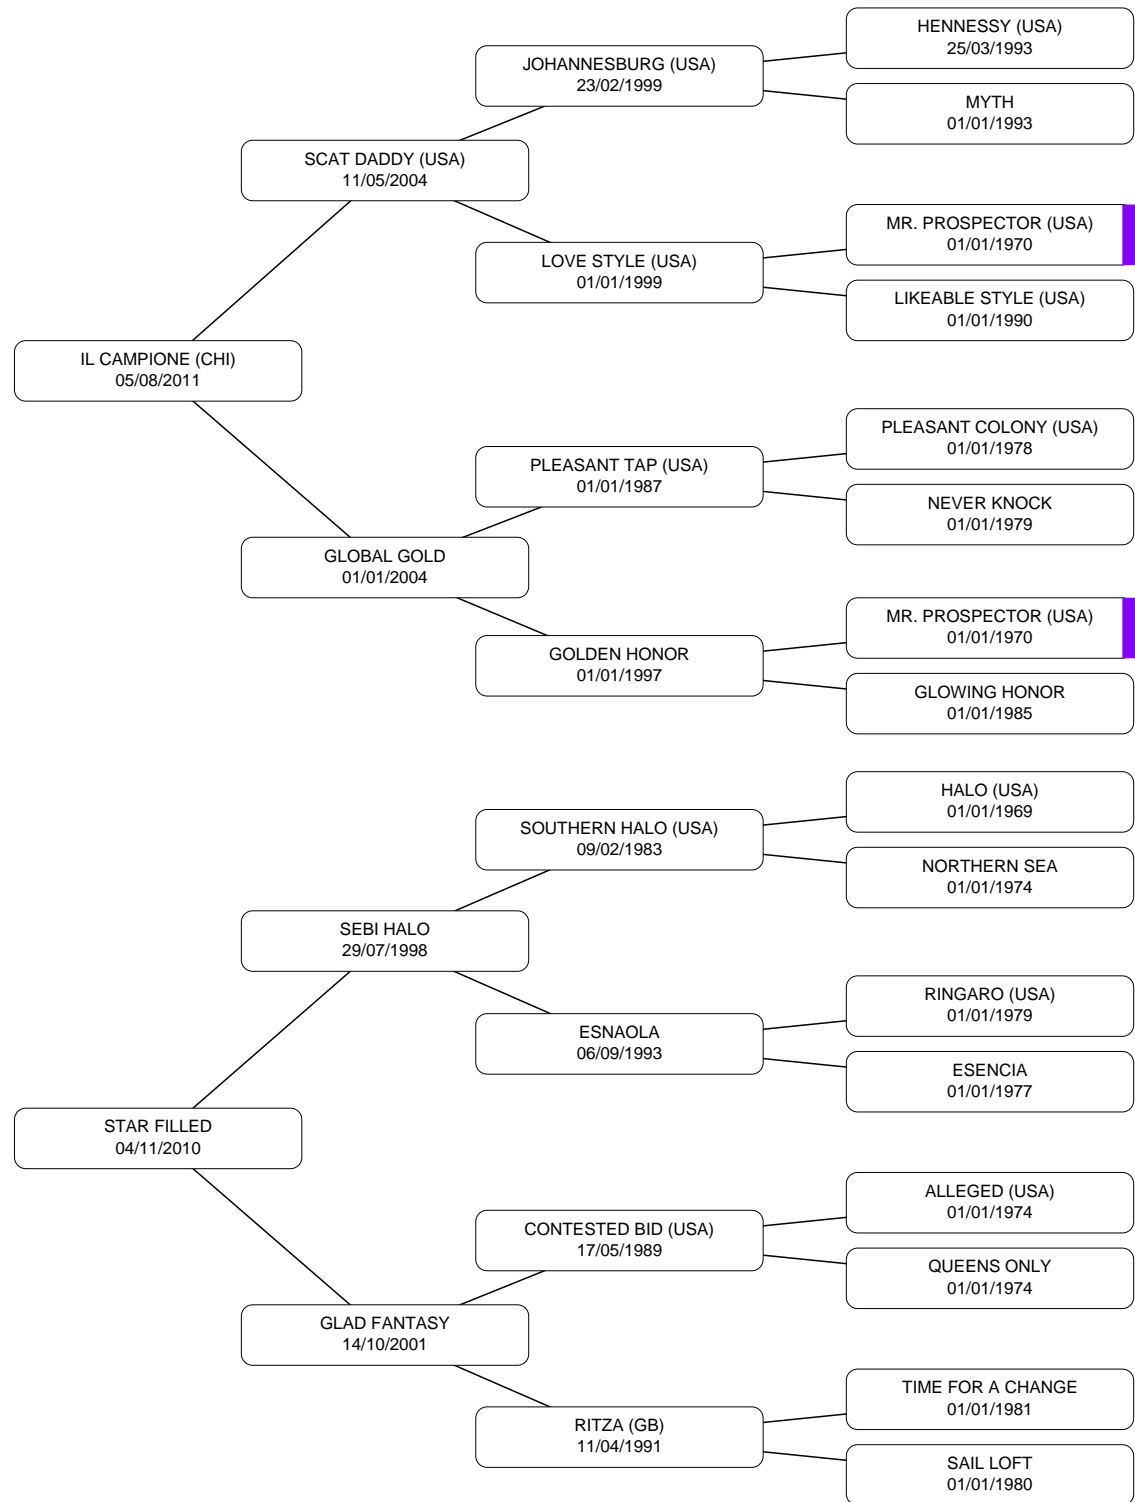 HENNESSY (USA)
25/03/1993
JOHANNESBURG (USA)
23/02/1999
MYTH
01/01/1993
SCAT DADDY (USA)
11/05/2004
MR. PROSPECTOR (USA)
01/01/1970
LOVE STYLE (USA)
01/01/1999
LIKEABLE STYLE (USA)
01/01/1990
IL CAMPIONE (CHI)
05/08/2011
PLEASANT COLONY (USA)
01/01/1978
PLEASANT TAP (USA)
01/01/1987
NEVER KNOCK
01/01/1979
GLOBAL GOLD
01/01/2004
MR. PROSPECTOR (USA)
01/01/1970
GOLDEN HONOR
01/01/1997
GLOWING HONOR
01/01/1985
HALO (USA)
01/01/1969
SOUTHERN HALO (USA)
09/02/1983
NORTHERN SEA
01/01/1974
SEBI HALO
29/07/1998
RINGARO (USA)
01/01/1979
ESNAOLA
06/09/1993
ESENCIA
01/01/1977
STAR FILLED
04/11/2010
ALLEGED (USA)
01/01/1974
CONTESTED BID (USA)
17/05/1989
QUEENS ONLY
01/01/1974
GLAD FANTASY
14/10/2001
TIME FOR A CHANGE
01/01/1981
RITZA (GB)
11/04/1991
SAIL LOFT
01/01/1980